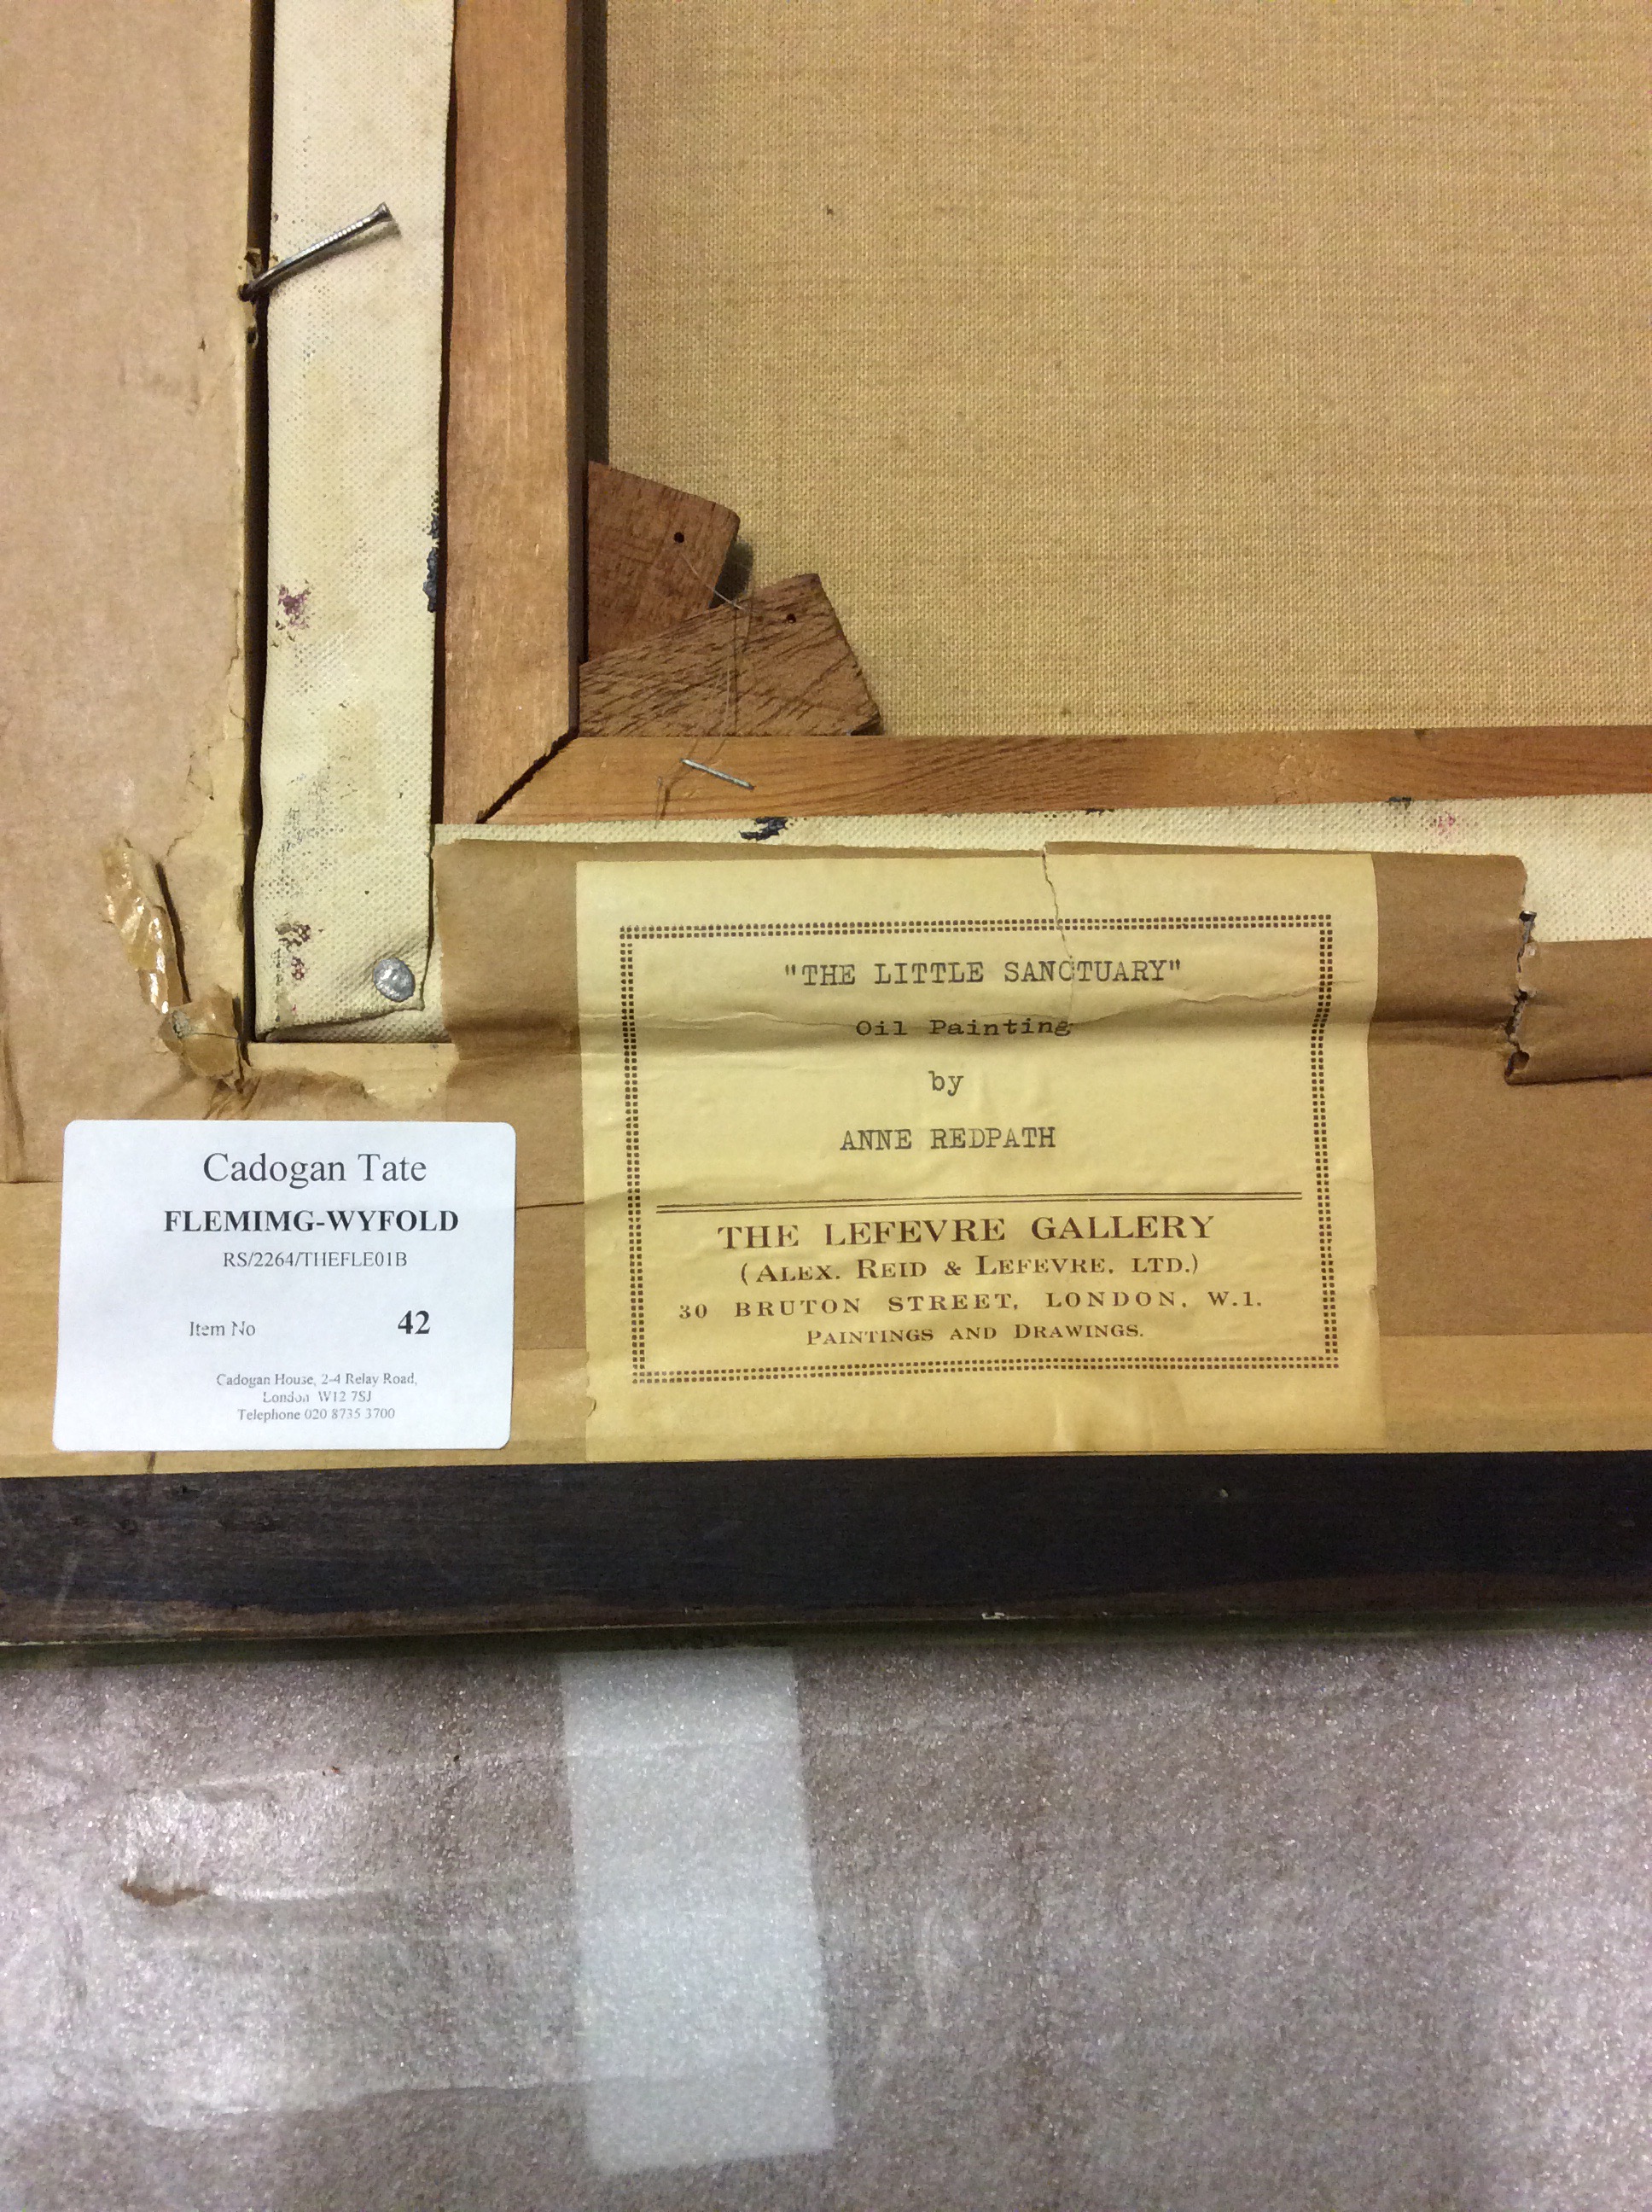 "THE LITTLE SANCTUARY"
Oil Painting
by
ANNE REDPATH
THE LEFEVRE GALLERY
(ALEX. REID & LEFEVRE, LTD.)
30 BRUTON STREET, LONDON, W.1.
PAINTINGS AND DRAWINGS.
Cadogan Tate
FLEMIMG-WYFOLD
RS/2264/THEFLE01B
Item No 42
Cadogan House, 2-4 Relay Road,
London W12 7SJ
Telephone 020 8735 3700